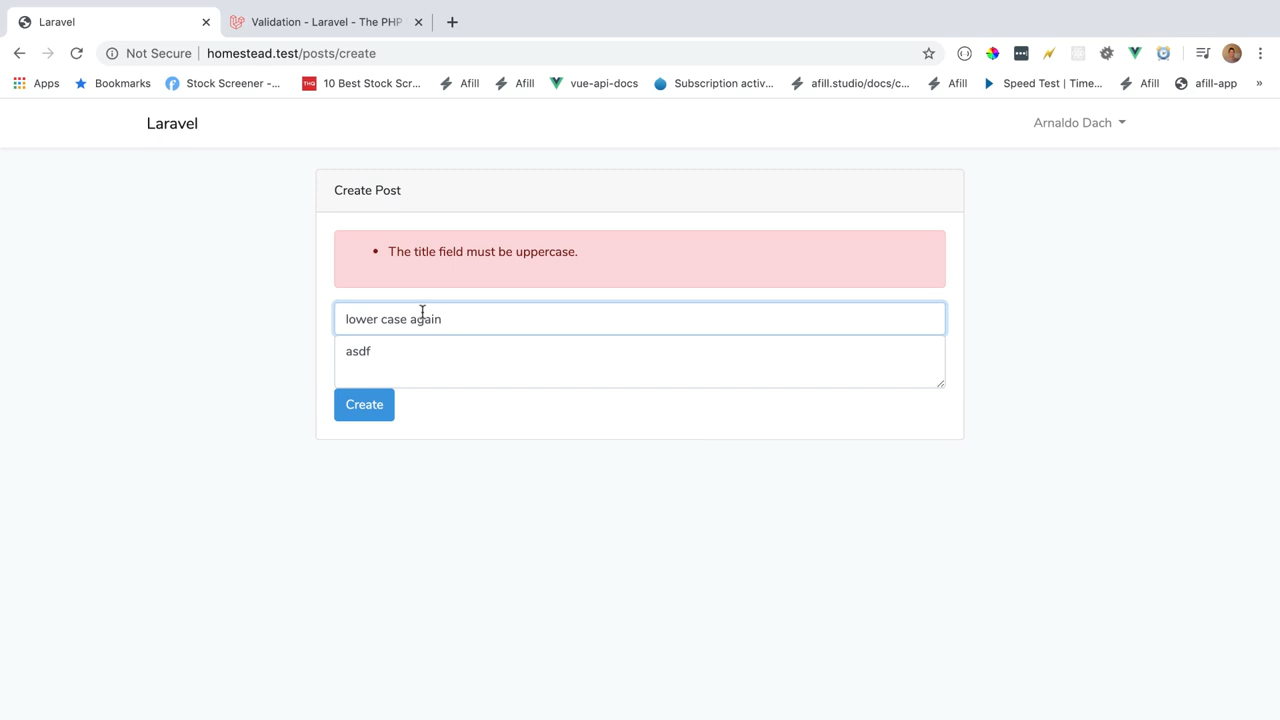 Laravel
Validation - Laravel - The PHP
Not Secure homestead.test/posts/create
Apps Bookmarks Stock Screener -... THQ 10 Best Stock Scr... Afill Afill vue-api-docs Subscription activ... afill.studio/docs/c... Afill Speed Test | Time... Afill afill-app »
Laravel Arnaldo Dach
Create Post
• The title field must be uppercase.
lower case again
asdf
Create